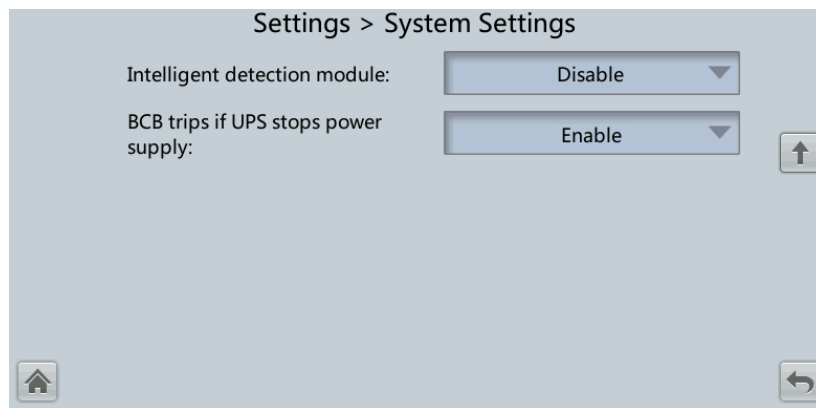 Settings > System Settings
Intelligent detection module:
Disable
BCB trips if UPS stops power
supply:
Enable